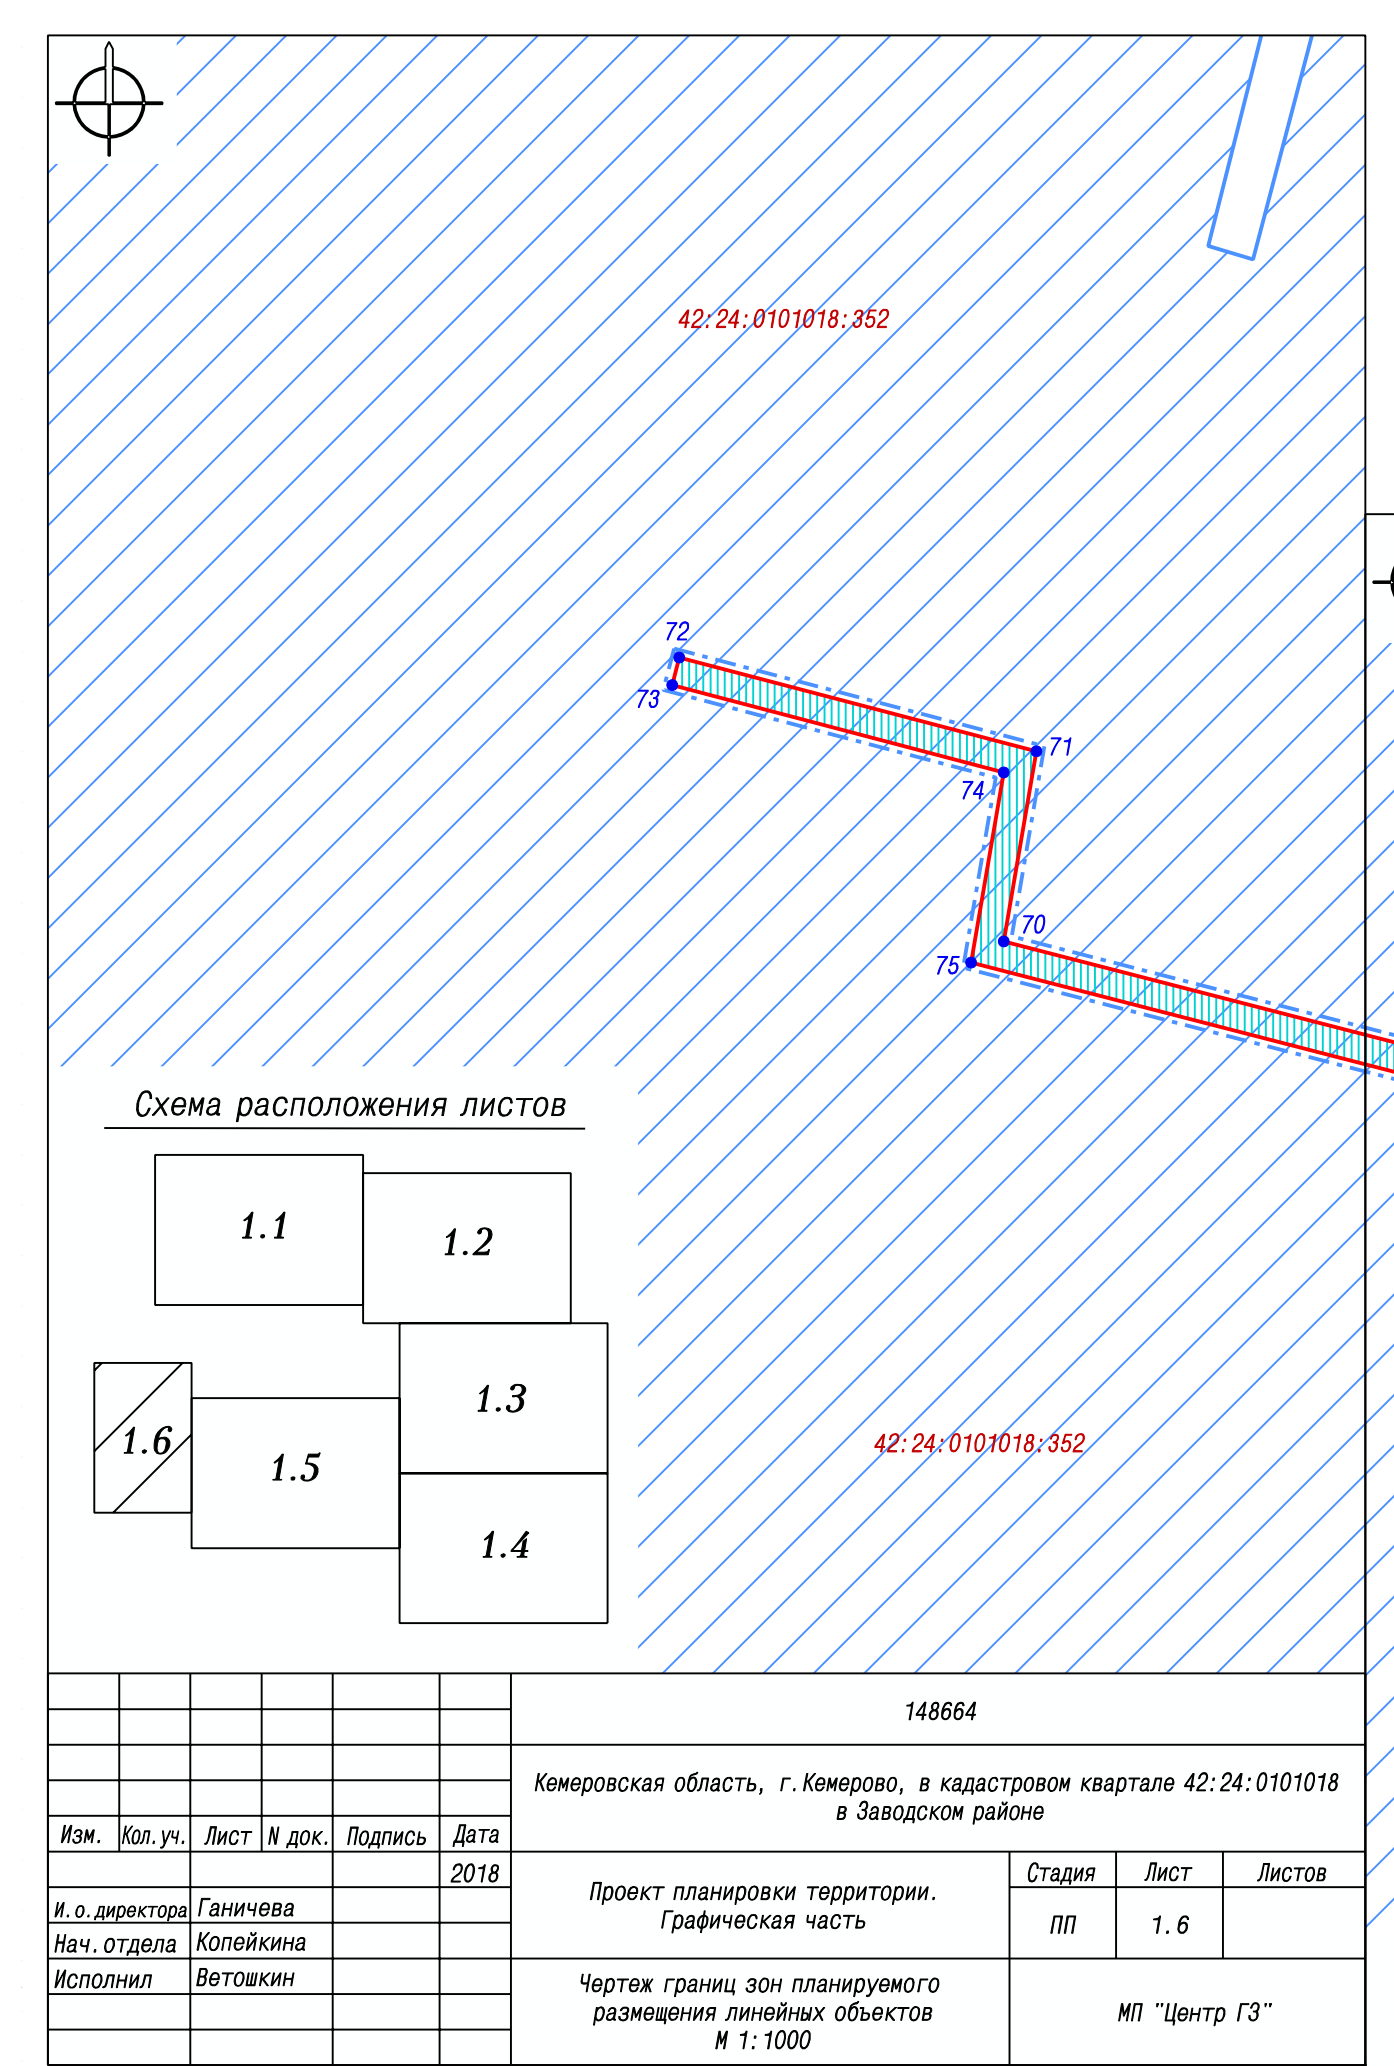 42:24:0101018:352
72
73
71
74
70
75
Схема расположения листов
1.1
1.2
1.3
1.6
1.5
1.4
42:24:0101018:352
148664
Кемеровская область, г.Кемерово, в кадастровом квартале 42:24:0101018
в Заводском районе
Изм. Кол.уч. Лист N док. Подпись Дата
2018
Проект планировки территории.
Графическая часть
Стадия Лист Листов
ПП 1.6
И.о.директора Ганичева
Нач.отдела Копейкина
Исполнил Ветошкин
Чертеж границ зон планируемого
размещения линейных объектов
М 1:1000
МП "Центр ГЗ"